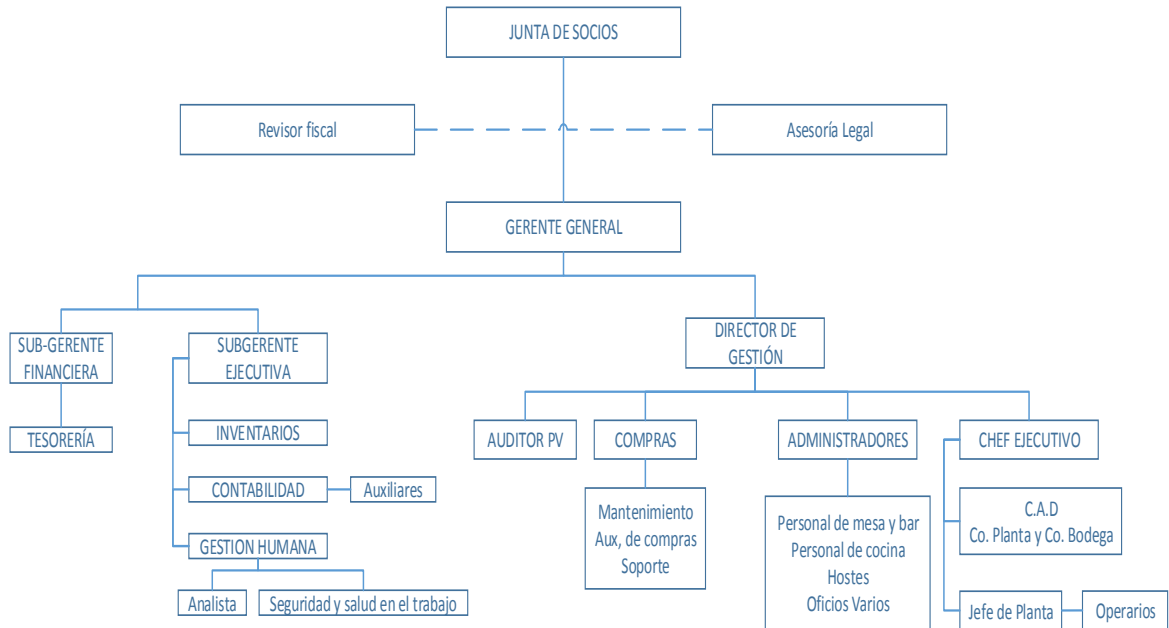 JUNTA DE SOCIOS
Revisor fiscal
Asesoría Legal
GERENTE GENERAL
SUB-GERENTE
FINANCIERA
SUBGERENTE
EJECUTIVA
DIRECTOR DE
GESTIÓN
TESORERÍA
INVENTARIOS
CONTABILIDAD
Auxiliares
GESTION HUMANA
Analista
Seguridad y salud en el trabajo
AUDITOR PV
COMPRAS
ADMINISTRADORES
CHEF EJECUTIVO
Mantenimiento
Aux, de compras
Soporte
Personal de mesa y bar
Personal de cocina
Hostes
Oficios Varios
C.A.D
Co. Planta y Co. Bodega
Jefe de Planta
Operarios